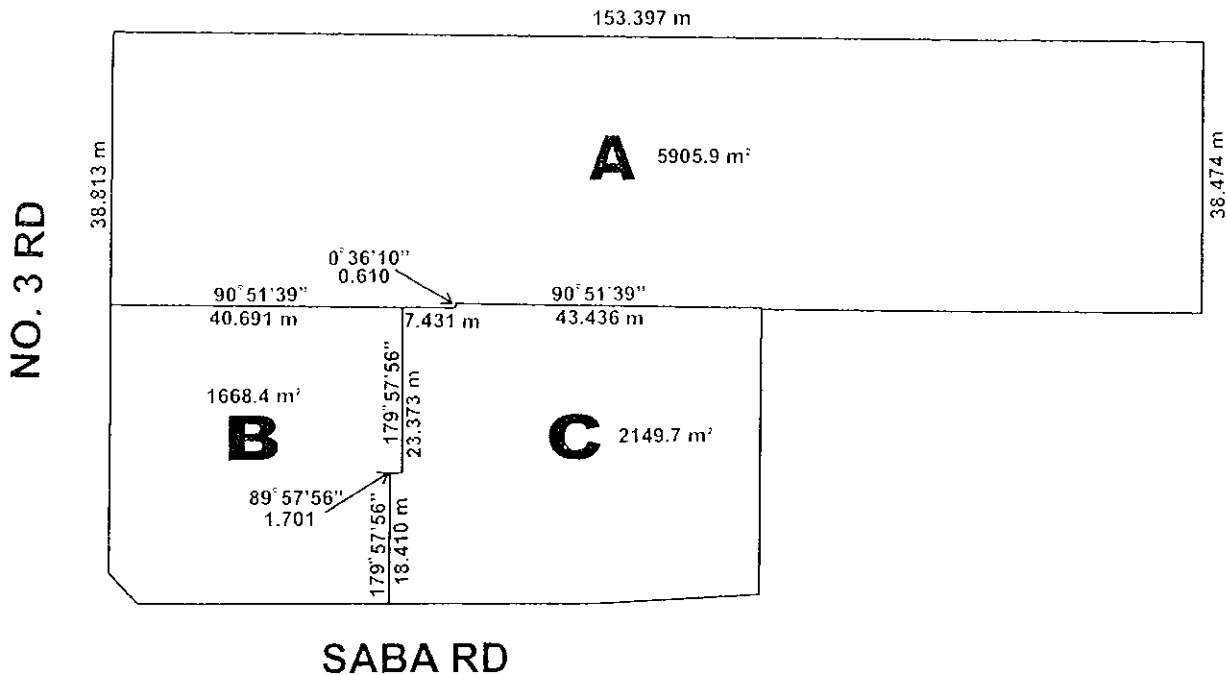 153.397 m
A 5905.9 m²
38.813 m
38.474 m
NO. 3 RD
0°36'10"
0.610
90°51'39"
40.691 m
7.431 m
90°51'39"
43.436 m
179°57'56"
23.373 m
1668.4 m²
B
C 2149.7 m²
89°57'56"
1.701
179°57'56"
18.410 m
SABA RD